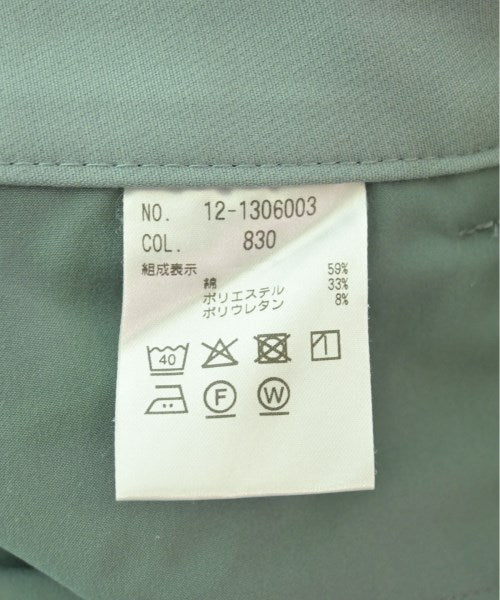 NO. 12-1306003
COL. 830
組成表示
綿 59%
ポリエステル 33%
ポリウレタン 8%
40
F W